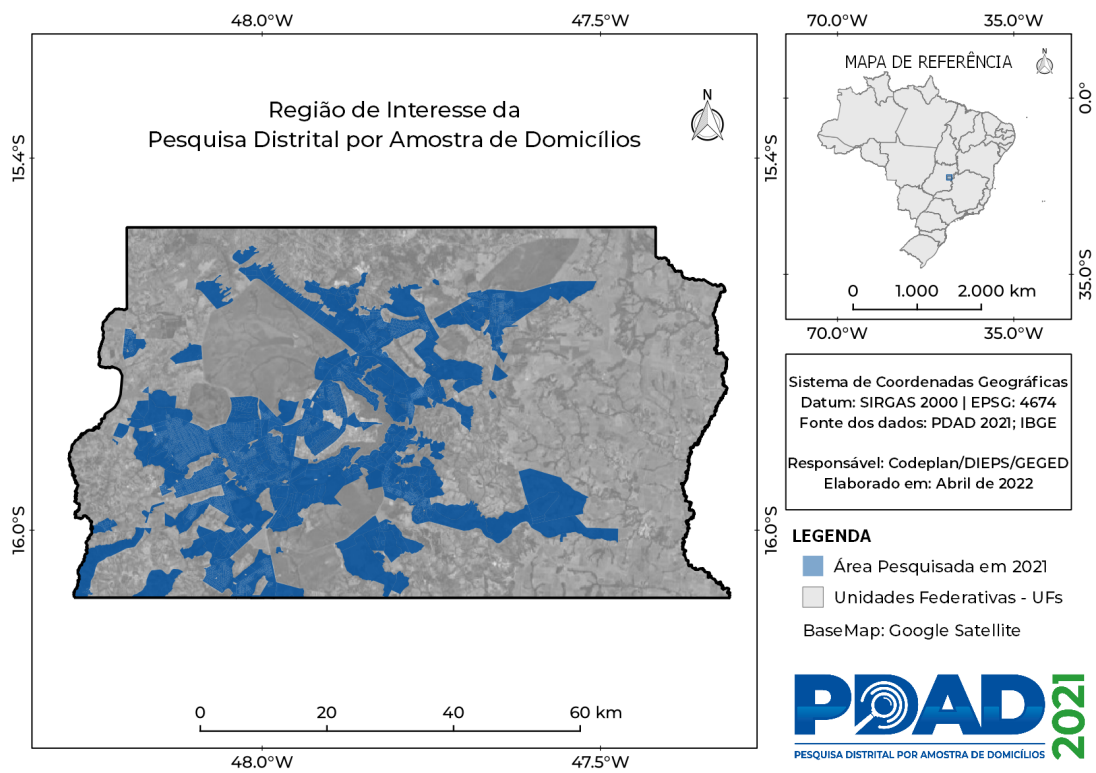 48.0°W
47.5°W
70.0°W
35.0°W
Região de Interesse da
Pesquisa Distrital por Amostra de Domicílios
N
15.4°S
15.4°S
16.0°S
16.0°S
0
20
40
60 km
48.0°W
47.5°W
MAPA DE REFERÊNCIA
N
0.0°
35.0°S
0
1.000
2.000 km
70.0°W
35.0°W
Sistema de Coordenadas Geográficas
Datum: SIRGAS 2000 | EPSG: 4674
Fonte dos dados: PDAD 2021; IBGE
Responsável: Codeplan/DIEPS/GEGED
Elaborado em: Abril de 2022
LEGENDA
Área Pesquisada em 2021
Unidades Federativas - UFs
BaseMap: Google Satellite
PDAD
2021
PESQUISA DISTRITAL POR AMOSTRA DE DOMICÍLIOS